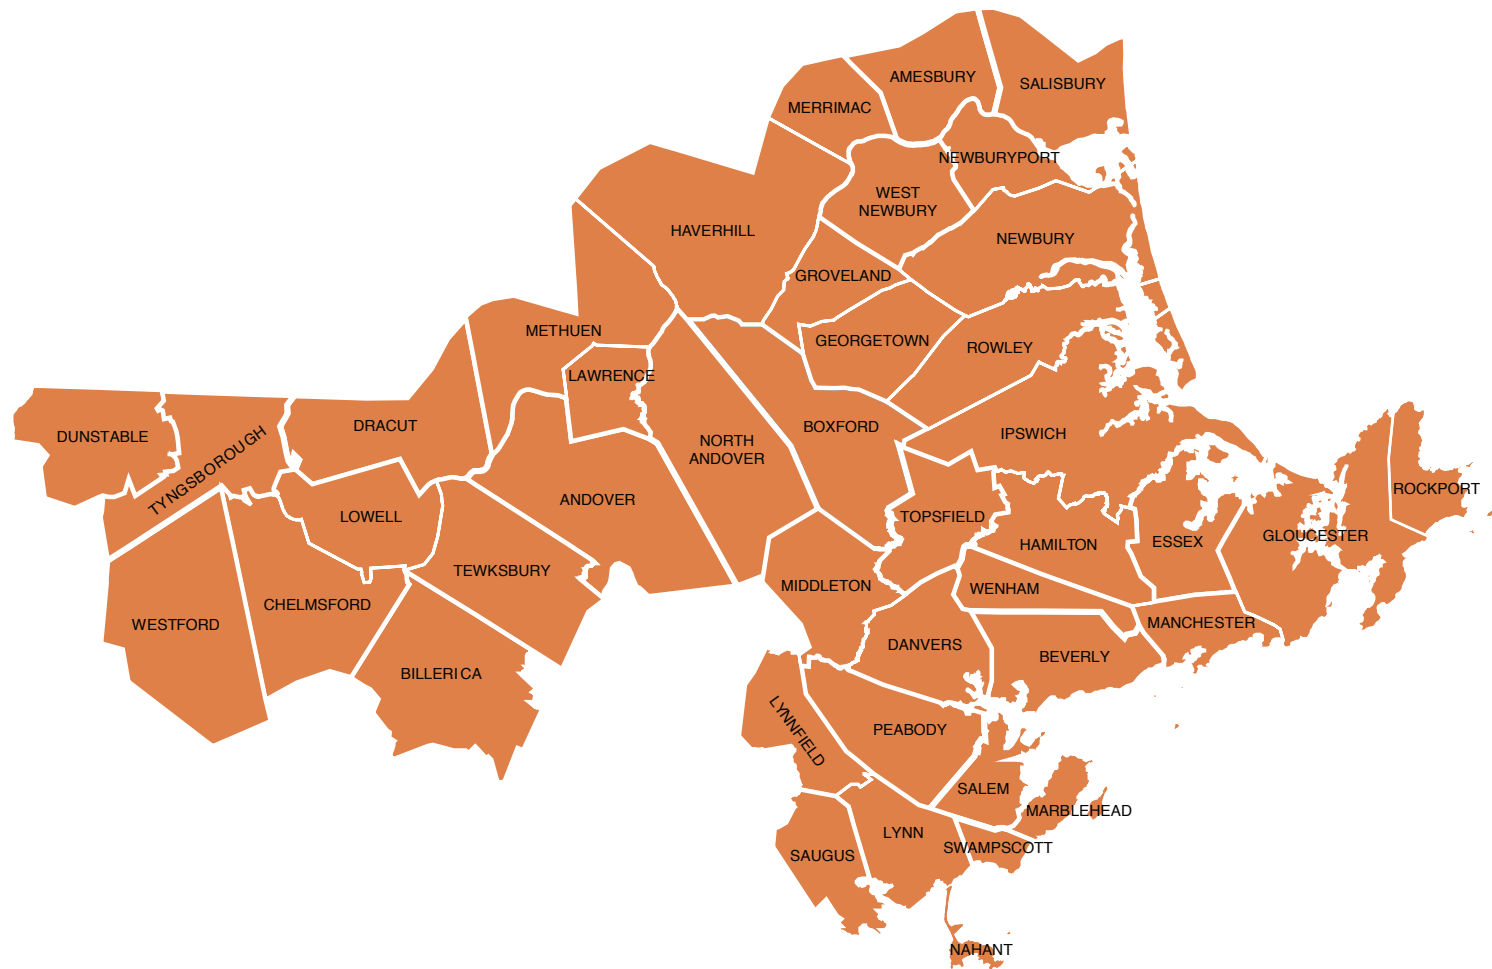 AMESBURY
SALISBURY
MERRIMAC
NEWBURYPORT
WEST
NEWBURY
HAVERHILL
NEWBURY
GROVELAND
METHUEN
GEORGETOWN
ROWLEY
LAWRENCE
DUNSTABLE
DRACUT
BOXFORD
IPSWICH
NORTH
ANDOVER
TYNGSBOROUGH
ROCKPORT
ANDOVER
LOWELL
TOPSFIELD
GLOUCESTER
HAMILTON
ESSEX
TEWKSBURY
MIDDLETON
WENHAM
CHELMSFORD
WESTFORD
MANCHESTER
DANVERS
BEVERLY
BILLERICA
LYNNFIELD
PEABODY
SALEM
MARBLEHEAD
LYNN
SWAMPSCOTT
SAUGUS
NAHANT